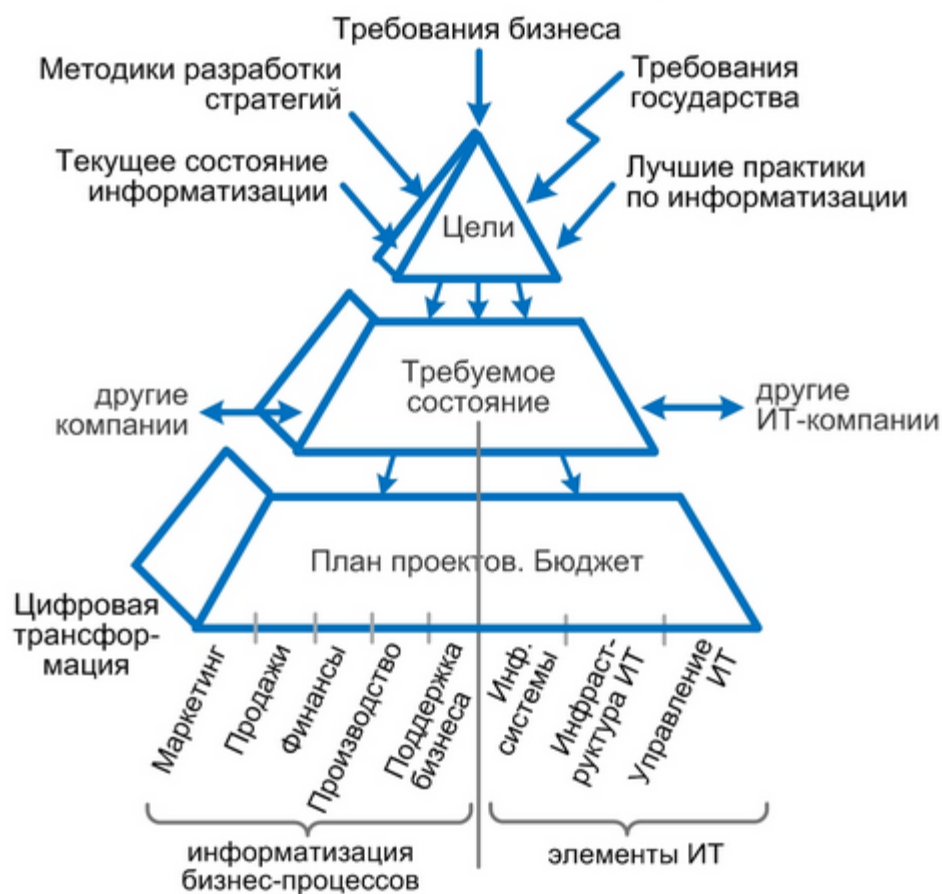 Требования бизнеса
Методики разработки
стратегий
Требования
государства
Текущее состояние
информатизации
Лучшие практики
по информатизации
Цели
Требуемое
состояние
другие
компании
другие
ИТ-компании
План проектов. Бюджет
Цифровая
трансфор-
мация
Маркетинг
Продажи
Финансы
Производство
Поддержка
бизнеса
Инф.
системы
Инфраст-
руктура ИТ
Управление
ИТ
информатизация
бизнес-процессов
элементы ИТ